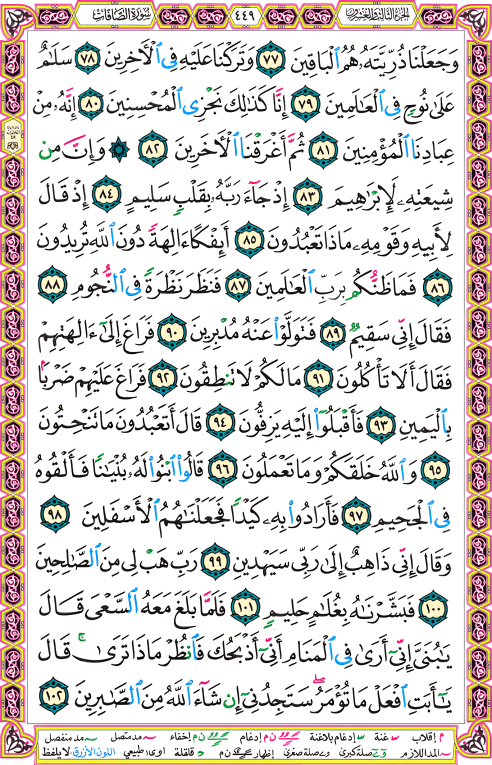 الجزء الثالث والعشرون ٤٤٩ سورة الصافات
وَجَعَلْنَا ذُرِّيَّتَهُۥ هُمُ ٱلْبَاقِينَ ٧٧ وَتَرَكْنَا عَلَيْهِ فِى ٱلْأَخِرِينَ ٧٨ سَلَٰمٌ
عَلَىٰ نُوحٍ فِى ٱلْعَٰلَمِينَ ٧٩ إِنَّا كَذَٰلِكَ نَجْزِى ٱلْمُحْسِنِينَ ٨٠ إِنَّهُۥ مِنْ
عِبَادِنَا ٱلْمُؤْمِنِينَ ٨١ ثُمَّ أَغْرَقْنَا ٱلْأَخَرِينَ ٨٢ ۞ وَإِنَّ مِن
شِيعَتِهِۦ لَإِبْرَٰهِيمَ ٨٣ إِذْ جَآءَ رَبَّهُۥ بِقَلْبٍ سَلِيمٍ ٨٤ إِذْ قَالَ
لِأَبِيهِ وَقَوْمِهِۦ مَاذَا تَعْبُدُونَ ٨٥ أَئِفْكًا ءَالِهَةً دُونَ ٱللَّهِ تُرِيدُونَ
٨٦ فَمَا ظَنُّكُم بِرَبِّ ٱلْعَٰلَمِينَ ٨٧ فَنَظَرَ نَظْرَةً فِى ٱلنُّجُومِ ٨٨
فَقَالَ إِنِّى سَقِيمٌ ٨٩ فَتَوَلَّوْا۟ عَنْهُ مُدْبِرِينَ ٩٠ فَرَاغَ إِلَىٰٓ ءَالِهَتِهِمْ
فَقَالَ أَلَا تَأْكُلُونَ ٩١ مَا لَكُمْ لَا تَنطِقُونَ ٩٢ فَرَاغَ عَلَيْهِمْ ضَرْبًۢا
بِٱلْيَمِينِ ٩٣ فَأَقْبَلُوٓا۟ إِلَيْهِ يَزِفُّونَ ٩٤ قَالَ أَتَعْبُدُونَ مَا تَنْحِتُونَ
٩٥ وَٱللَّهُ خَلَقَكُمْ وَمَا تَعْمَلُونَ ٩٦ قَالُوا۟ ٱبْنُوا۟ لَهُۥ بُنْيَٰنًا فَأَلْقُوهُ
فِى ٱلْجَحِيمِ ٩٧ فَأَرَادُوا۟ بِهِۦ كَيْدًا فَجَعَلْنَٰهُمُ ٱلْأَسْفَلِينَ ٩٨
وَقَالَ إِنِّى ذَاهِبٌ إِلَىٰ رَبِّى سَيَهْدِينِ ٩٩ رَبِّ هَبْ لِى مِنَ ٱلصَّٰلِحِينَ
١٠٠ فَبَشَّرْنَٰهُ بِغُلَٰمٍ حَلِيمٍ ١٠١ فَلَمَّا بَلَغَ مَعَهُ ٱلسَّعْىَ قَالَ
يَٰبُنَىَّ إِنِّىٓ أَرَىٰ فِى ٱلْمَنَامِ أَنِّىٓ أَذْبَحُكَ فَٱنظُرْ مَاذَا تَرَىٰ ۚ قَالَ
يَٰٓأَبَتِ ٱفْعَلْ مَا تُؤْمَرُ ۖ سَتَجِدُنِىٓ إِن شَآءَ ٱللَّهُ مِنَ ٱلصَّٰبِرِينَ ١٠٢
م إقلاب س غنة س إدغام بلاغنة ن م إدغام ن م إخفاء مد متصل مد منفصل
المد اللازم صلة كبرى صلة صغرى إظهار ن م قلقلة ا و ى طبيعي اللون الأزرق: لا يلفظ